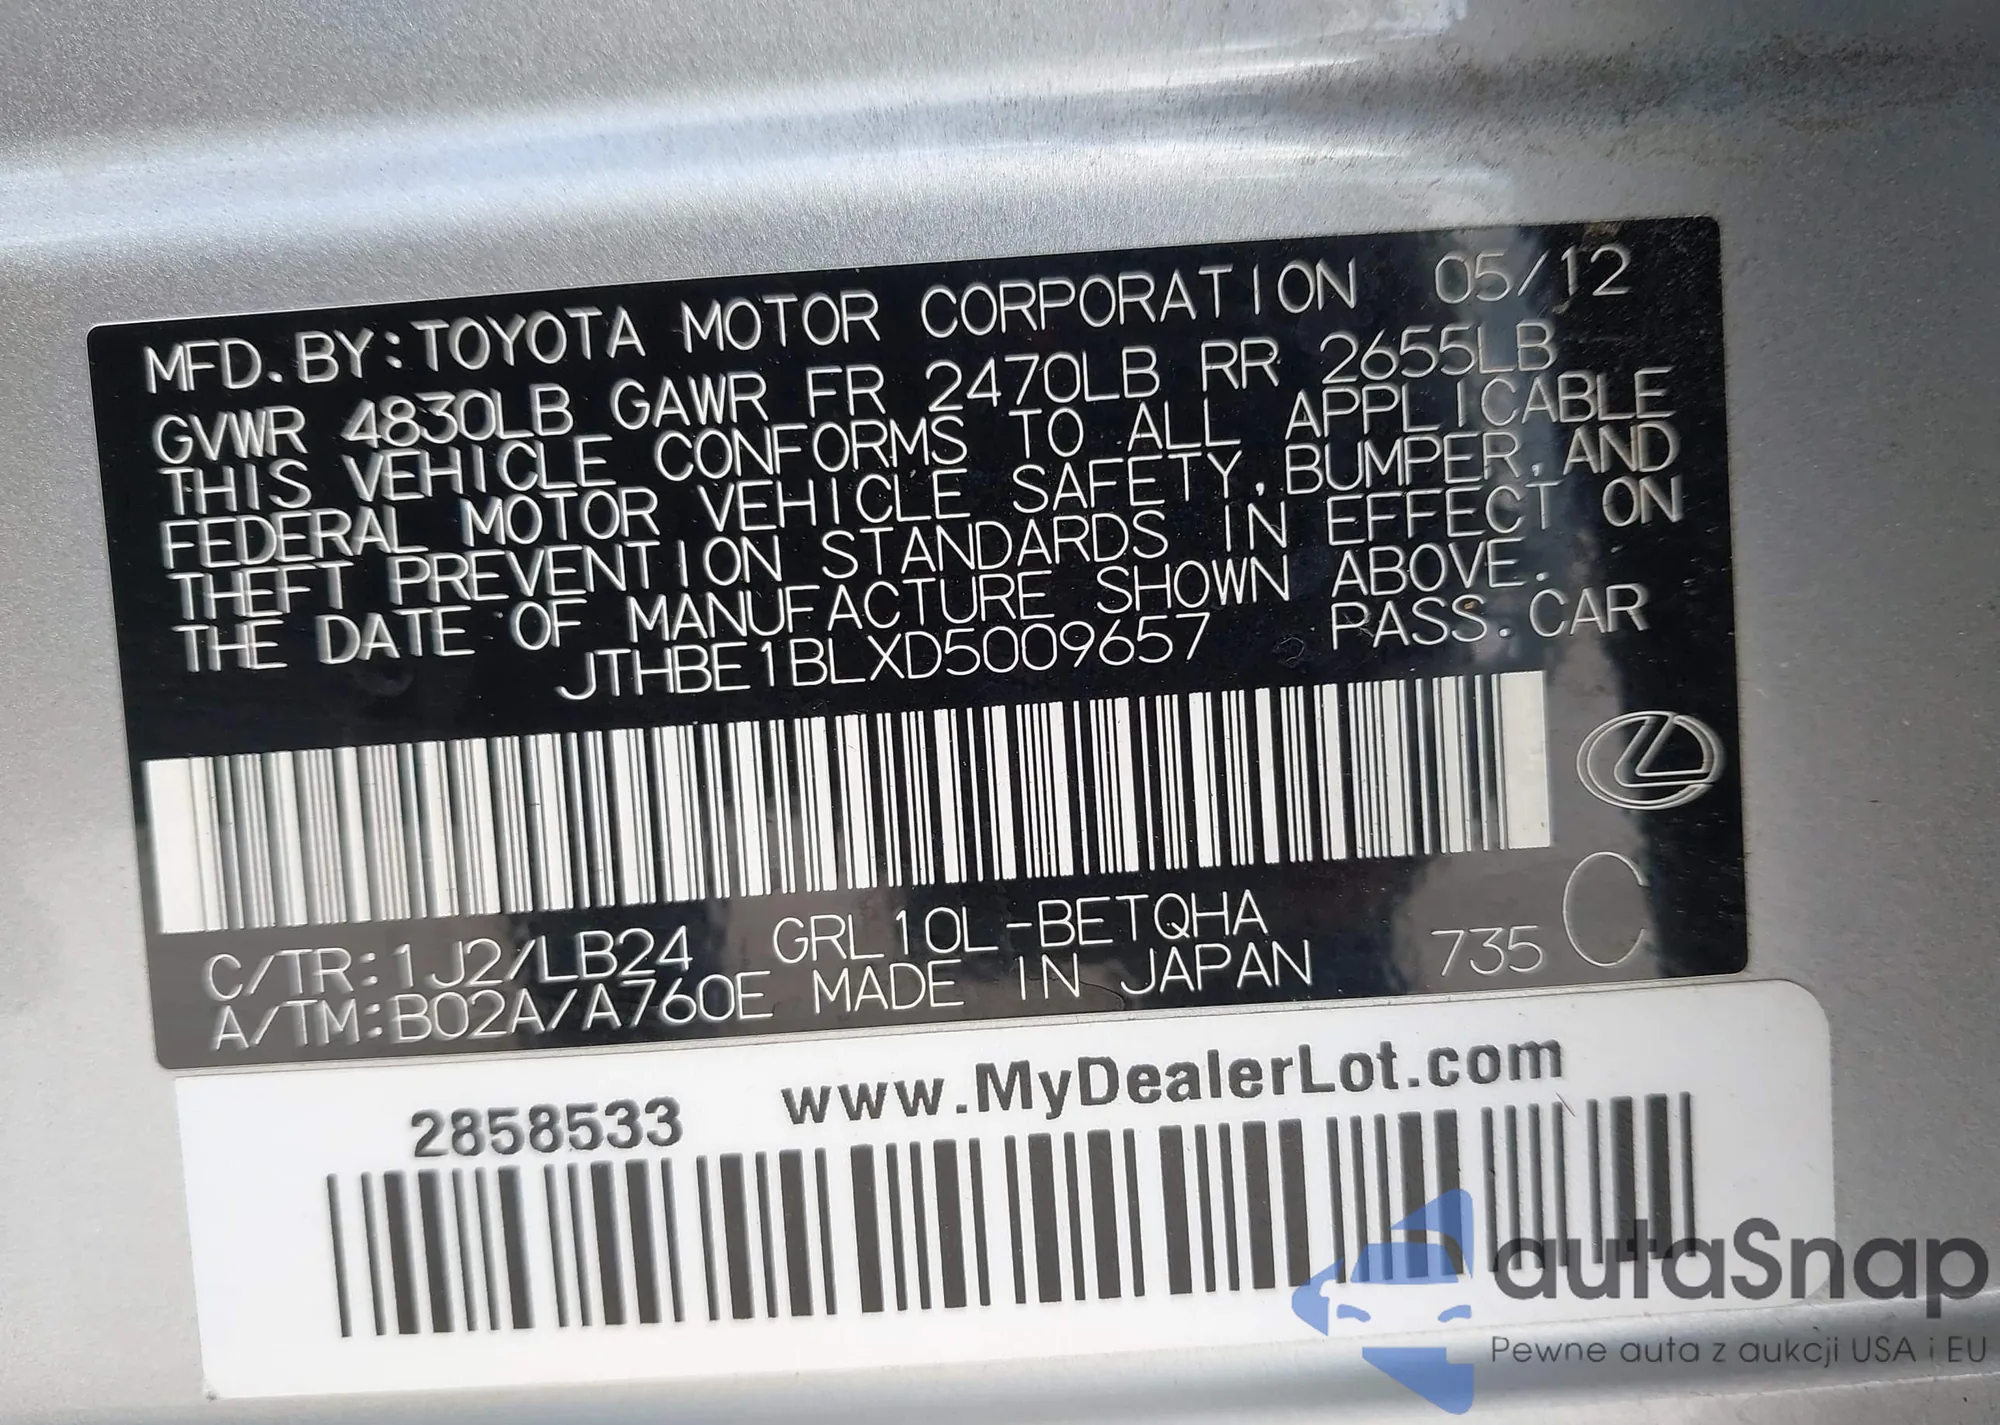 MFD. BY: TOYOTA MOTOR CORPORATION 05/12
GVWR 4830LB GAWR FR 2470LB RR 2655LB
THIS VEHICLE CONFORMS TO ALL APPLICABLE
FEDERAL MOTOR VEHICLE SAFETY, BUMPER, AND
THEFT PREVENTION STANDARDS IN EFFECT ON
THE DATE OF MANUFACTURE SHOWN ABOVE.
JTHBE1BLXD5009657 PASS. CAR
C/TR: 1J2/LB24 GRL10L-BETQHA
A/TM: B02A/A760E MADE IN JAPAN 735 C
2858533 www.MyDealerLot.com
autaSnap
Pewne auta z aukcji USA i EU